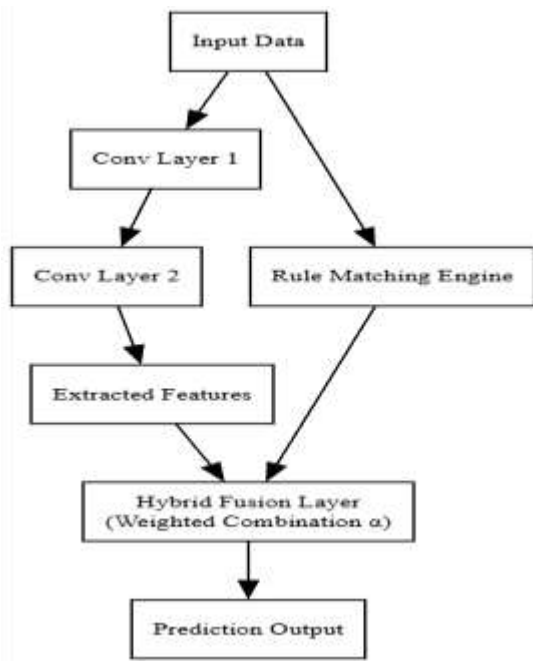 Input Data
Conv Layer 1
Conv Layer 2
Rule Matching Engine
Extracted Features
Hybrid Fusion Layer
(Weighted Combination α)
Prediction Output